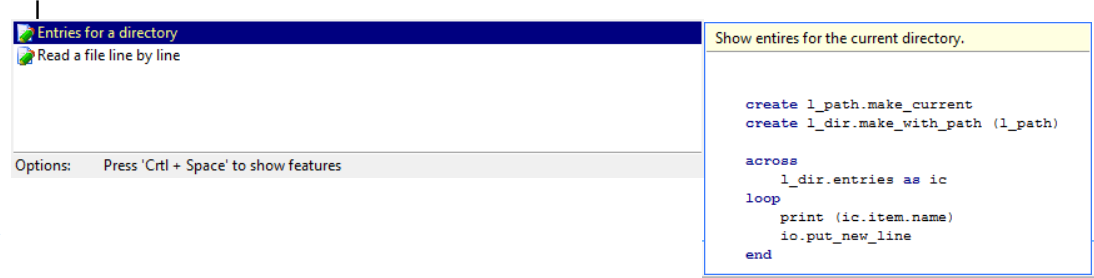 Entries for a directory
Read a file line by line
Options: Press 'Crtl + Space' to show features
Show entires for the current directory.
create l_path.make_current
create l_dir.make_with_path (l_path)
across
l_dir.entries as ic
loop
print (ic.item.name)
io.put_new_line
end